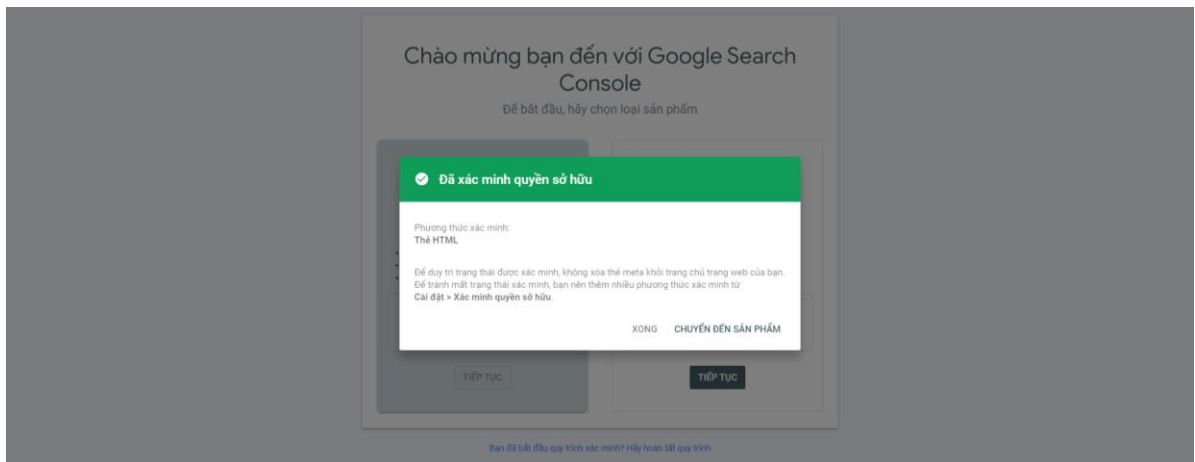 Chào mừng bạn đến với Google Search
Console
Để bắt đầu, hãy chọn loại sản phẩm
Đã xác minh quyền sở hữu
Phương thức xác minh:
Thẻ HTML
Để duy trì trạng thái được xác minh, không xóa thẻ meta khỏi trang chủ trang web của bạn.
Để tránh mất trạng thái xác minh, bạn nên thêm nhiều phương thức xác minh từ
Cài đặt > Xác minh quyền sở hữu.
XONG CHUYỂN ĐẾN SẢN PHẨM
TIẾP TỤC TIẾP TỤC
Bạn đã bắt đầu quy trình xác minh? Hãy hoàn tất quy trình